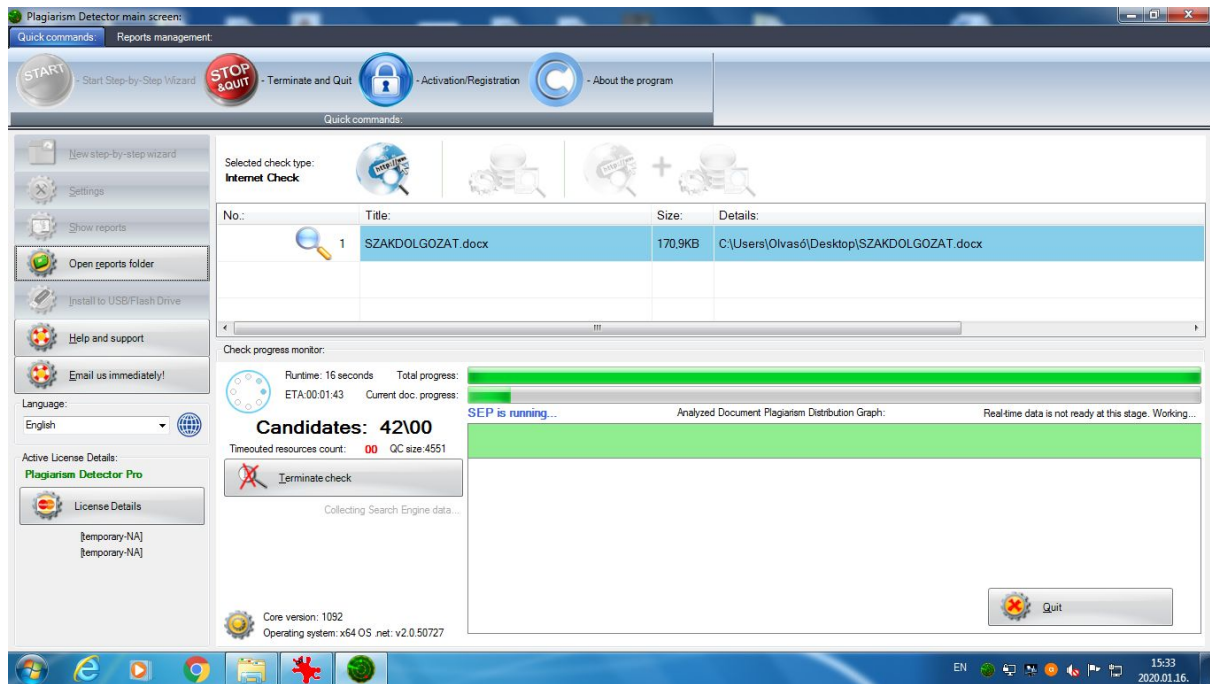 Plagiarism Detector main screen:
Quick commands: Reports management:
START - Start Step-by-Step Wizard STOP &QUIT - Terminate and Quit - Activation/Registration C - About the program
Quick commands:
New step-by-step wizard
Settings
Show reports
Open reports folder
Install to USB/Flash Drive
Help and support
Email us immediately!
Language:
English
Active License Details:
Plagiarism Detector Pro
License Details
[temporary-NA]
[temporary-NA]
Selected check type:
Internet Check
No.: Title: Size: Details:
1 SZAKDOLGOZAT.docx 170,9KB C:\Users\Olvasó\Desktop\SZAKDOLGOZAT.docx
Check progress monitor:
Runtime: 16 seconds Total progress:
ETA:00:01:43 Current doc. progress:
SEP is running... Analyzed Document Plagiarism Distribution Graph: Real-time data is not ready at this stage. Working...
Candidates: 42\00
Timeouted resources count: 00 QC size:4551
Terminate check
Collecting Search Engine data...
Quit
Core version: 1092
Operating system: x64 OS .net: v2.0.50727
EN 15:33
2020.01.16.